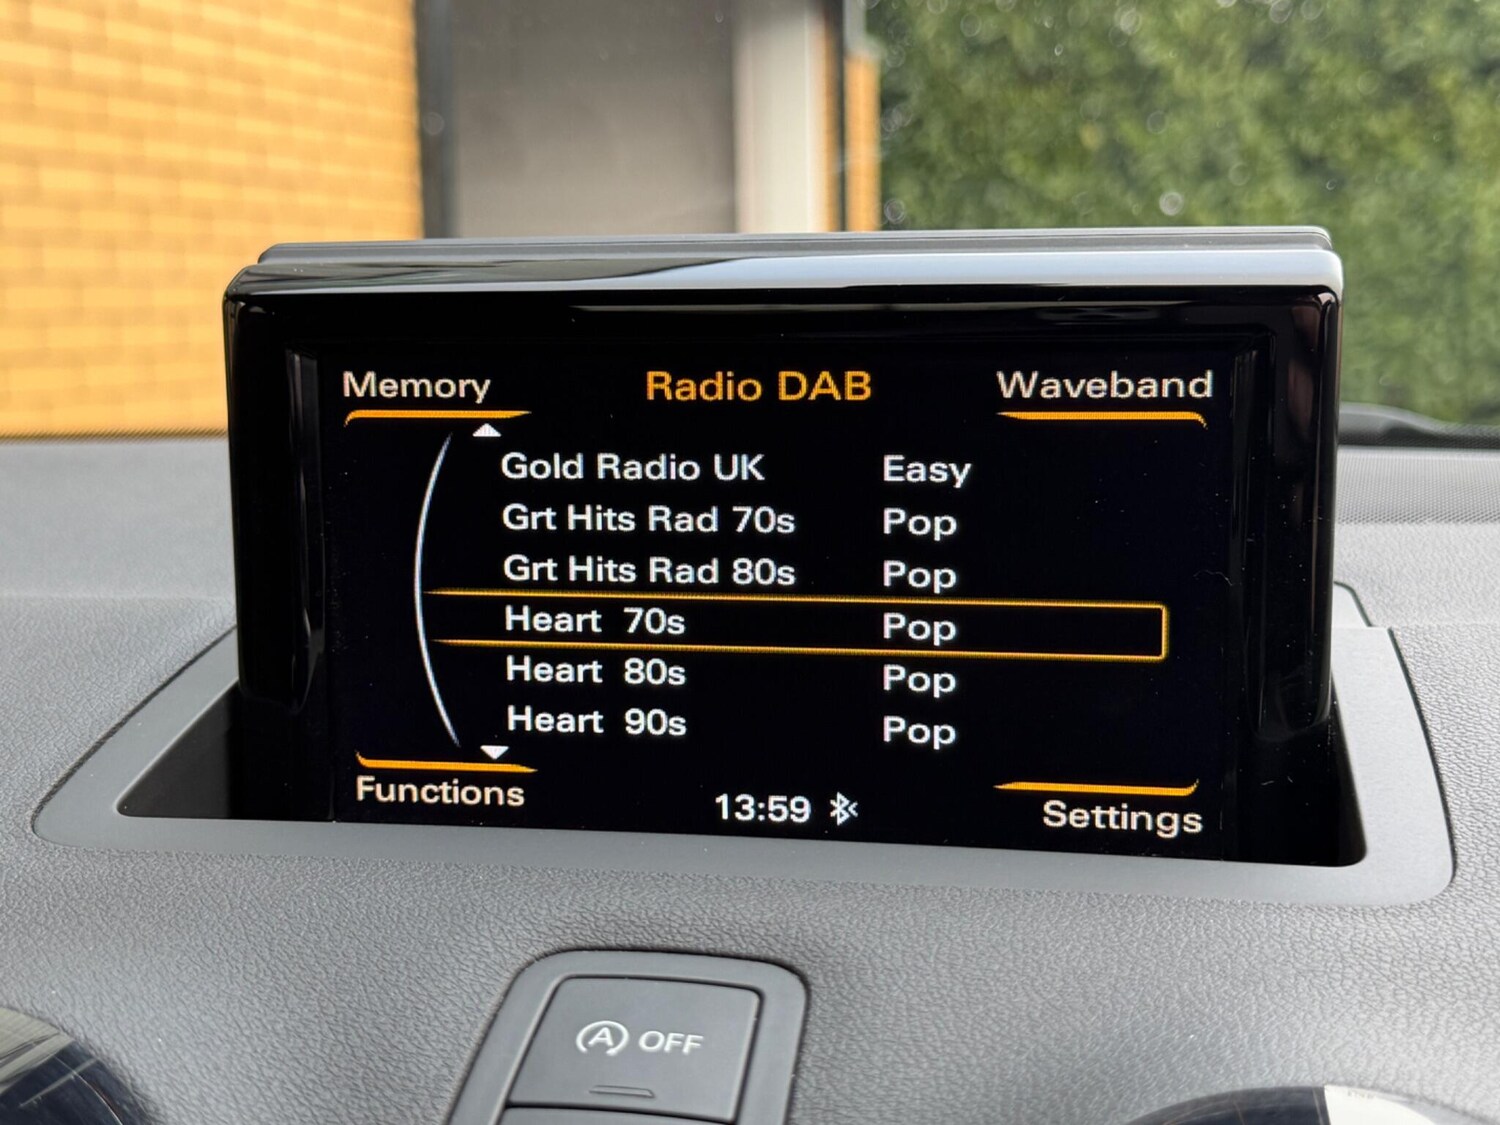 Memory Radio DAB Waveband
Gold Radio UK Easy
Grt Hits Rad 70s Pop
Grt Hits Rad 80s Pop
Heart 70s Pop
Heart 80s Pop
Heart 90s Pop
Functions 13:59 Settings
A OFF